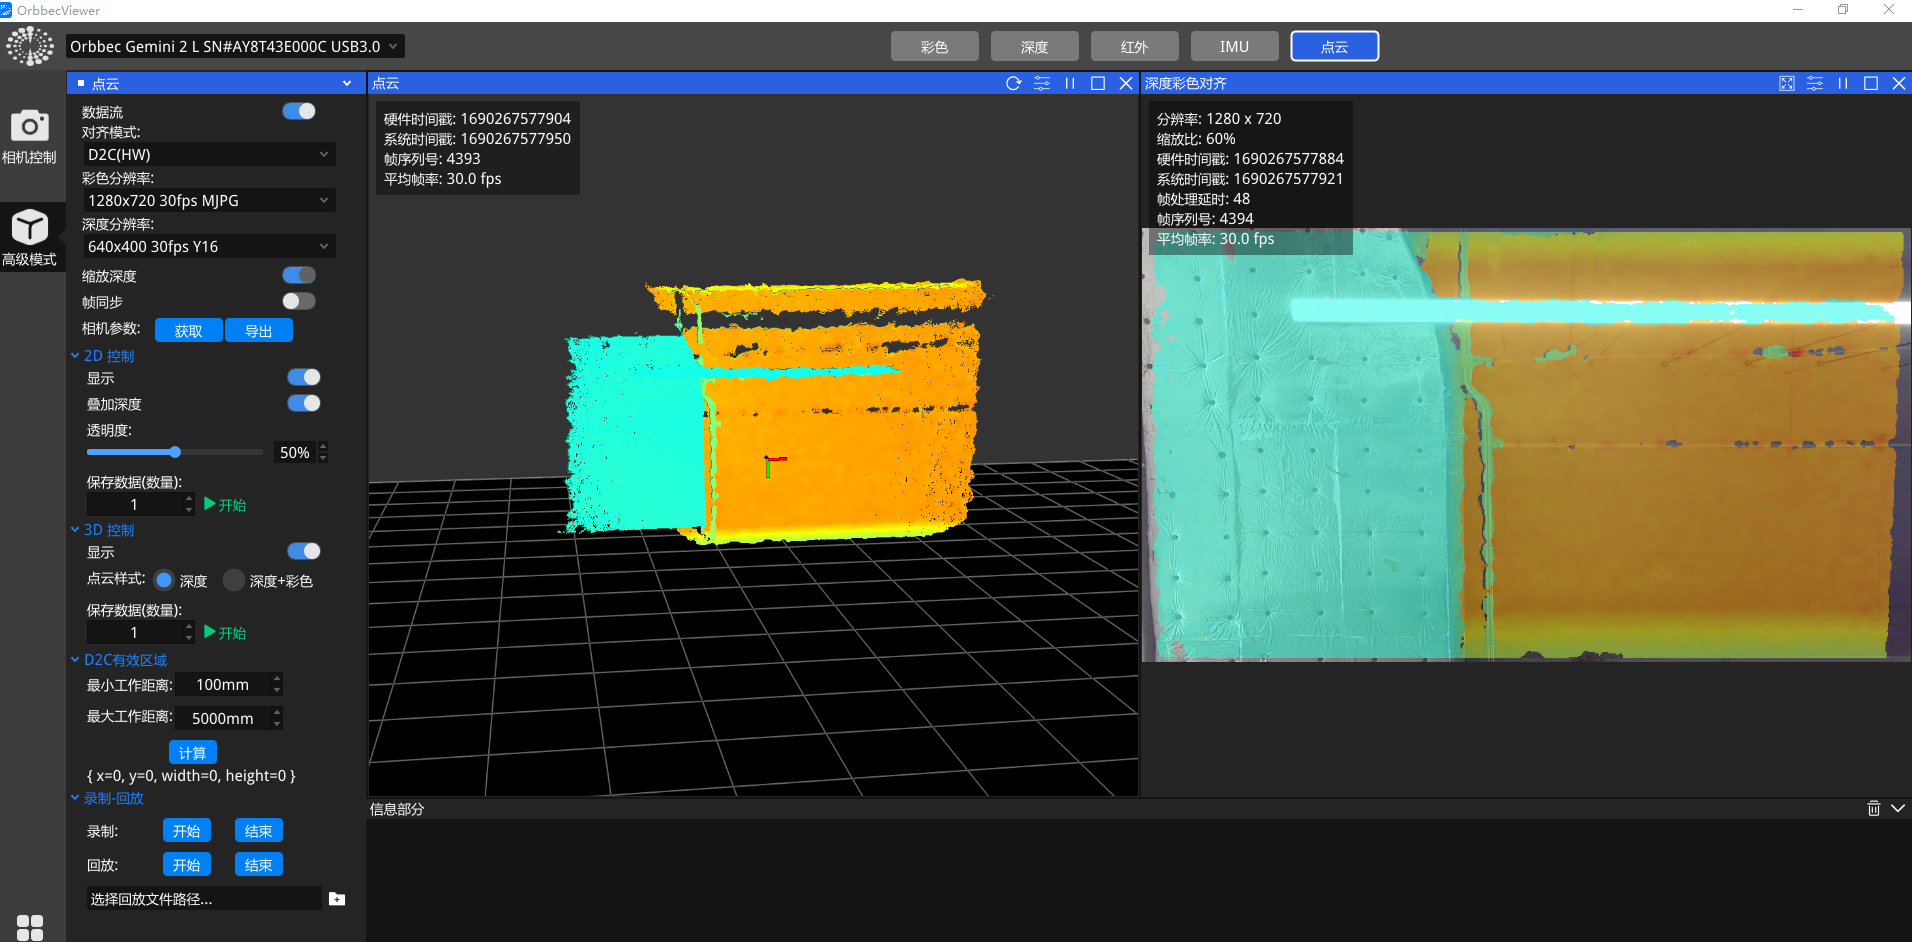 OrbbecViewer
Orbbec Gemini 2 L SN#AY8T43E000C USB3.0
彩色
深度
红外
IMU
点云
相机控制
高级模式
点云
数据流
对齐模式:
D2C(HW)
彩色分辨率:
1280x720 30fps MJPG
深度分辨率:
640x400 30fps Y16
缩放深度
帧同步
相机参数: 获取 导出
2D 控制
显示
叠加深度
透明度:
50%
保存数据(数量):
1 开始
3D 控制
显示
点云样式: 深度 深度+彩色
保存数据(数量):
1 开始
D2C有效区域
最小工作距离: 100mm
最大工作距离: 5000mm
计算
{ x=0, y=0, width=0, height=0 }
录制-回放
录制: 开始 结束
回放: 开始 结束
选择回放文件路径...
点云
硬件时间戳: 1690267577904
系统时间戳: 1690267577950
帧序列号: 4393
平均帧率: 30.0 fps
深度彩色对齐
分辨率: 1280 x 720
缩放比: 60%
硬件时间戳: 1690267577884
系统时间戳: 1690267577921
帧处理延时: 48
帧序列号: 4394
平均帧率: 30.0 fps
信息部分